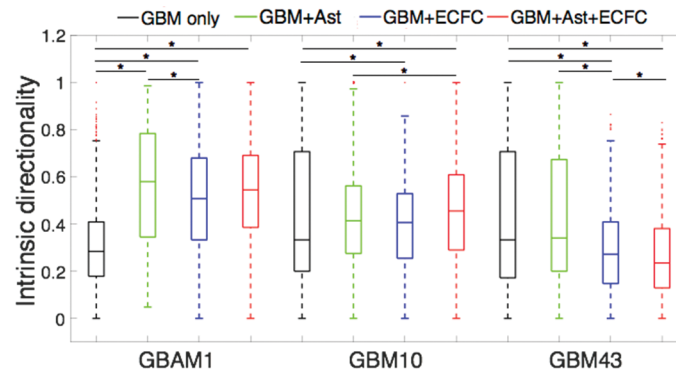 GBM only GBM+Ast GBM+ECFC GBM+Ast+ECFC
Intrinsic directionality
1.2
1
0.8
0.6
0.4
0.2
0
* * * * * * * * * * *
GBAM1 GBM10 GBM43